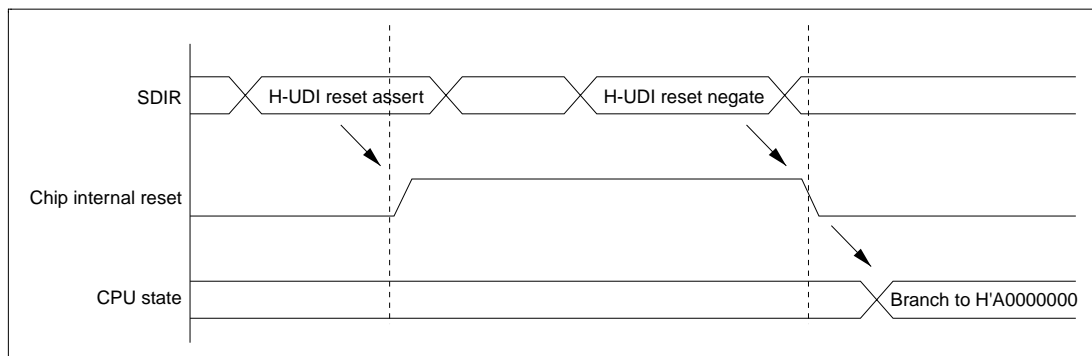 SDIR
H-UDI reset assert
H-UDI reset negate
Chip internal reset
CPU state
Branch to H'A0000000